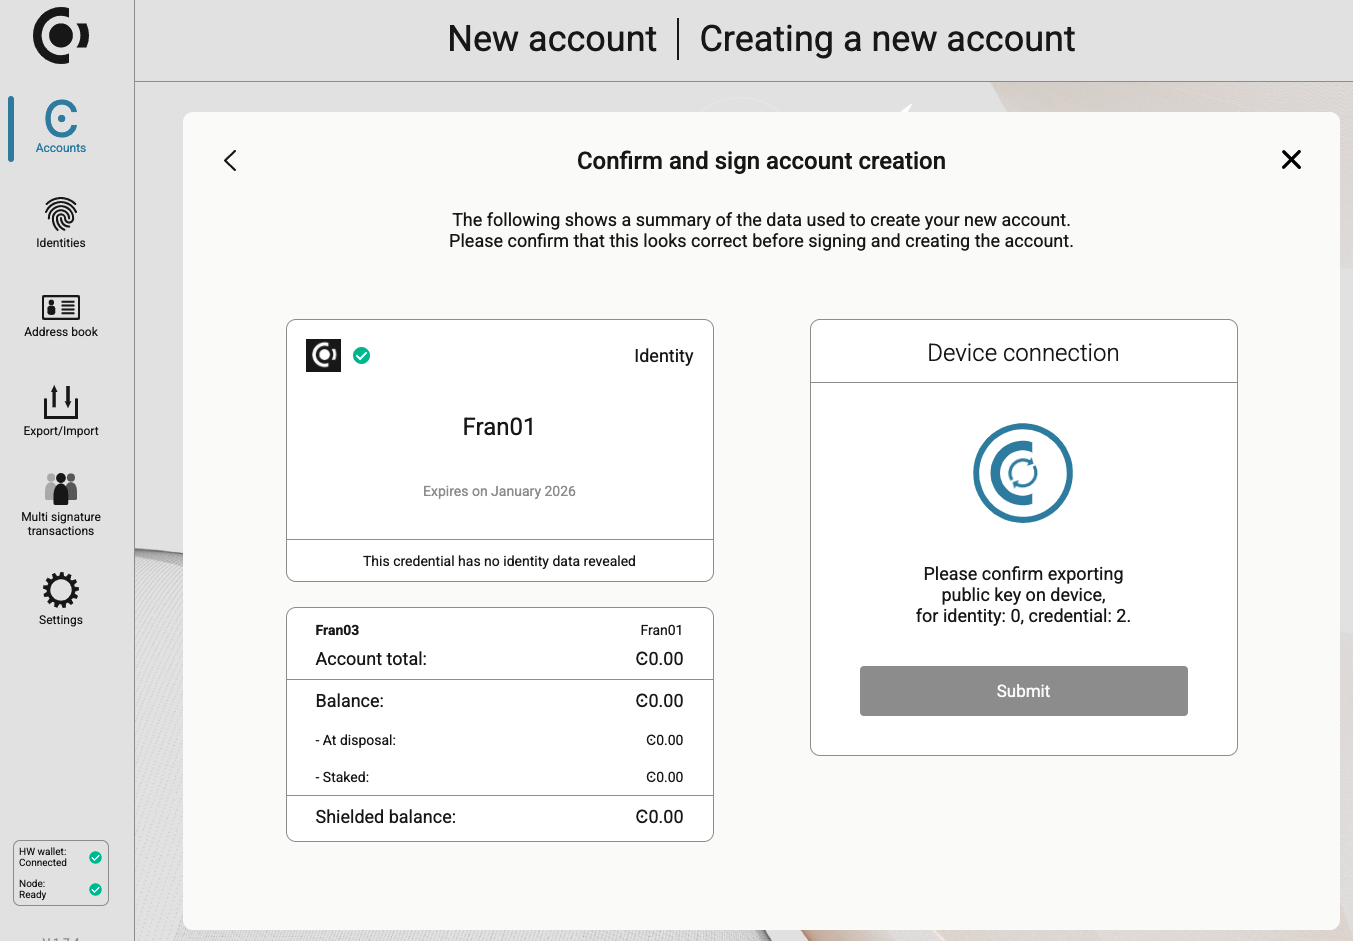 New account | Creating a new account
Accounts
Identities
Address book
Export/Import
Multi signature
transactions
Settings
HW wallet:
Connected
Node:
Ready
Confirm and sign account creation
The following shows a summary of the data used to create your new account.
Please confirm that this looks correct before signing and creating the account.
Identity
Fran01
Expires on January 2026
This credential has no identity data revealed
Fran03 Fran01
Account total: Ͼ0.00
Balance: Ͼ0.00
- At disposal: Ͼ0.00
- Staked: Ͼ0.00
Shielded balance: Ͼ0.00
Device connection
Please confirm exporting
public key on device,
for identity: 0, credential: 2.
Submit